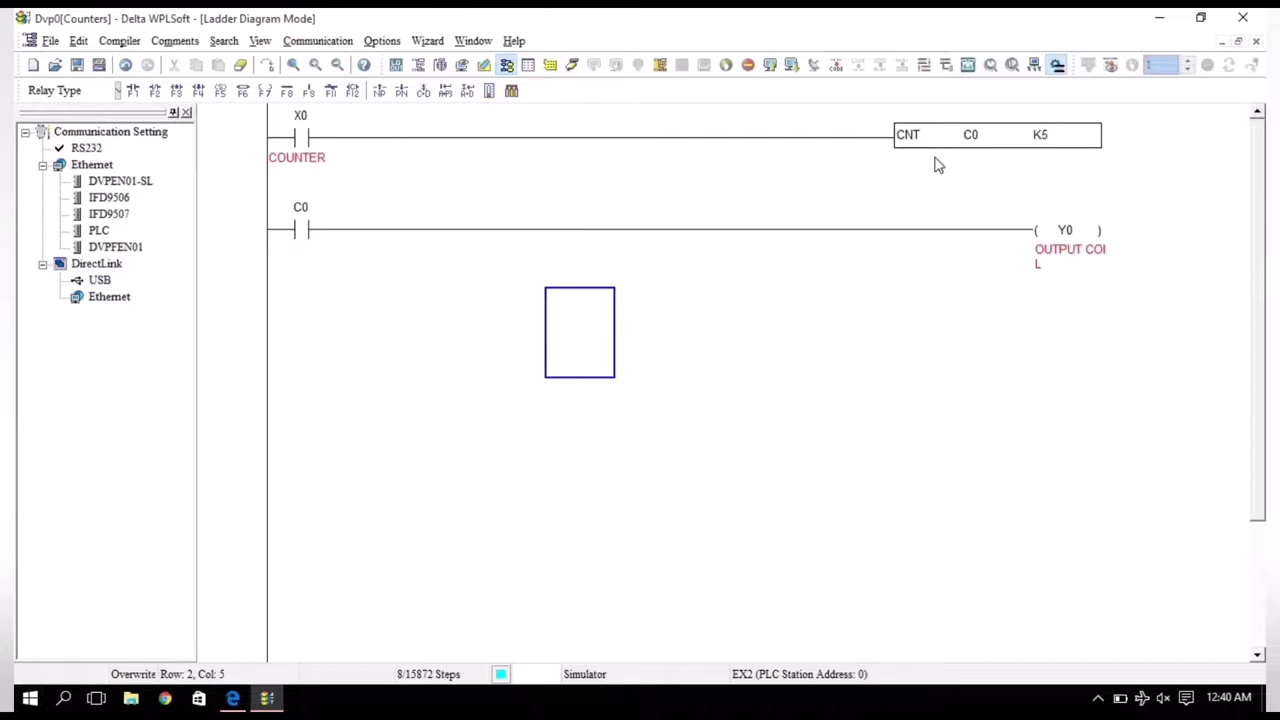 Dvp0[Counters] - Delta WPLSoft - [Ladder Diagram Mode]
File Edit Compiler Comments Search View Communication Options Wizard Window Help
Relay Type
Communication Setting
RS232
Ethernet
DVPEN01-SL
IFD9506
IFD9507
PLC
DVPFEN01
DirectLink
USB
Ethernet
X0
COUNTER
CNT C0 K5
C0
( Y0 )
OUTPUT COI
L
Overwrite Row: 2, Col: 5 8/15872 Steps Simulator EX2 (PLC Station Address: 0)
12:40 AM